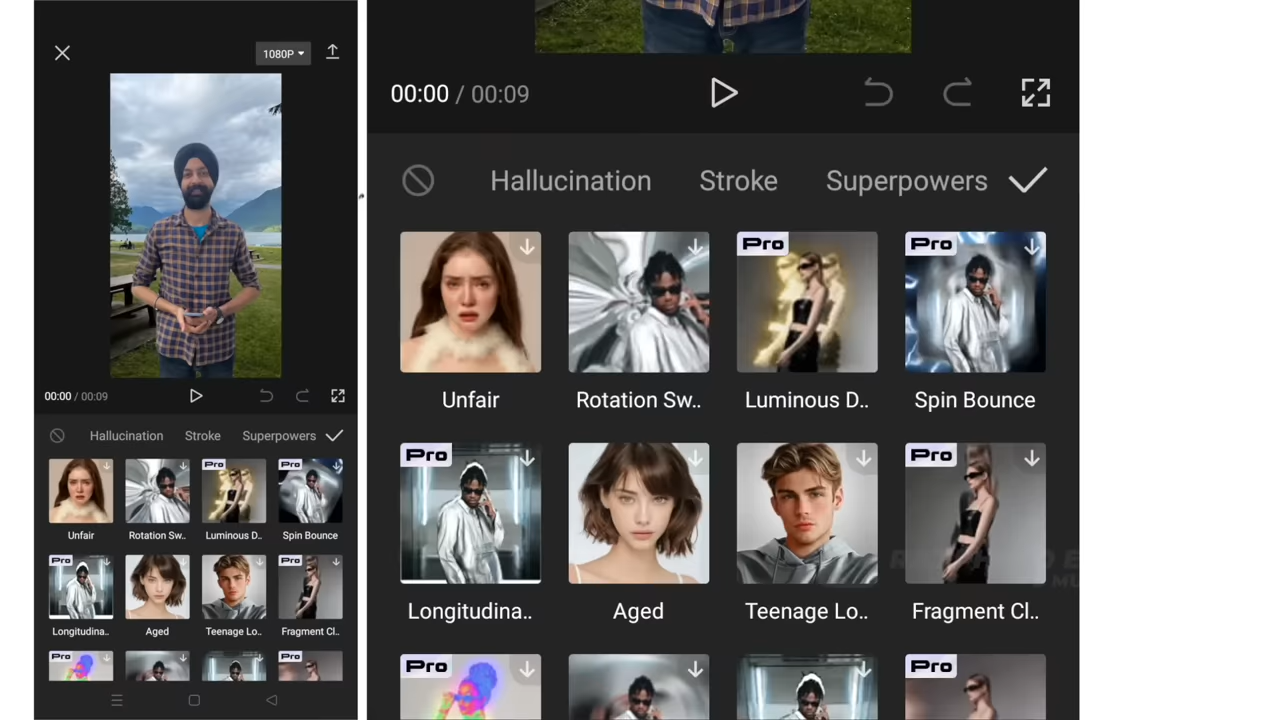 1080P
00:00 / 00:09
Hallucination Stroke Superpowers
Pro Pro
Unfair Rotation Sw.. Luminous D.. Spin Bounce
Pro Pro
Longitudina.. Aged Teenage Lo.. Fragment Cl..
Pro Pro
00:00 / 00:09
Hallucination Stroke Superpowers
Pro Pro
Unfair Rotation Sw.. Luminous D.. Spin Bounce
Pro Pro
Longitudina.. Aged Teenage Lo.. Fragment Cl..
Pro Pro